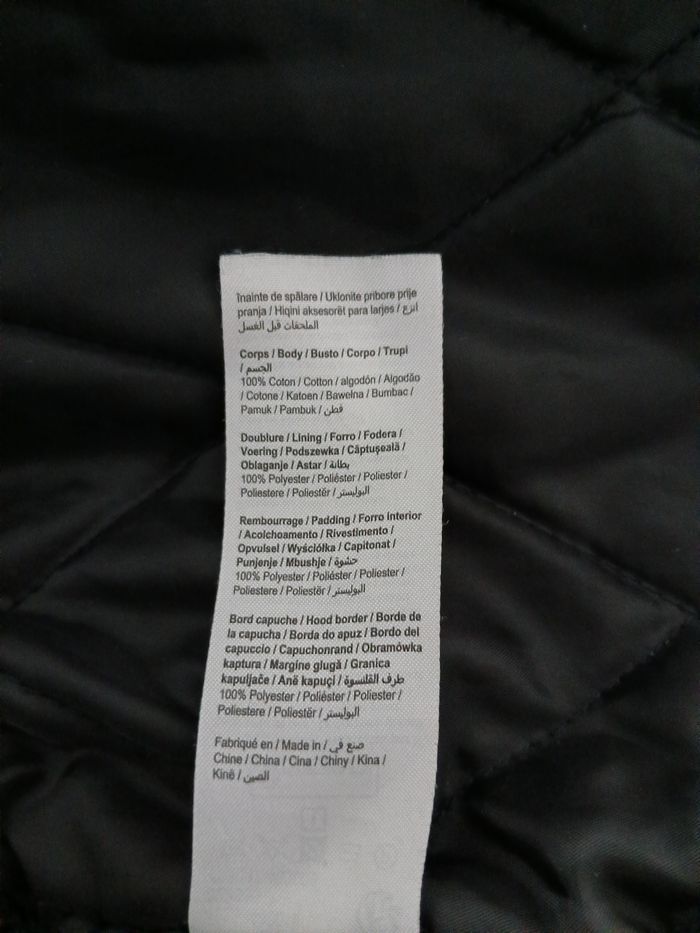 Înainte de spălare / Uklonite pribore prije
pranja / Hiqini aksesorët para larjes / انزع
الملحقات قبل الغسل
Corps / Body / Busto / Corpo / Trupi
/ الجسم
100% Coton / Cotton / algodón / Algodão
/ Cotone / Katoen / Bawełna / Bumbac /
Pamuk / Pambuk / قطن
Doublure / Lining / Forro / Fodera /
Voering / Podszewka / Căptușeală /
Oblaganje / Astar / بطانة
100% Polyester / Poliéster / Poliester /
Poliestere / Poliestër / البوليستر
Rembourrage / Padding / Forro interior
/ Acolchoamento / Rivestimento /
Opvulsel / Wyściółka / Capitonat /
Punjenje / Mbushje / حشوة
100% Polyester / Poliéster / Poliester /
Poliestere / Poliestër / البوليستر
Bord capuche / Hood border / Borde de
la capucha / Borda do apuz / Bordo del
capuccio / Capuchonrand / Obramówka
kaptura / Margine glugă / Granica
kapuljače / Anë kapuçi / طرف القلنسوة
100% Polyester / Poliéster / Poliester /
Poliestere / Poliestër / البوليستر
Fabriqué en / Made in / صنع في
Chine / China / Cina / Chiny / Kina /
Kinë / الصين